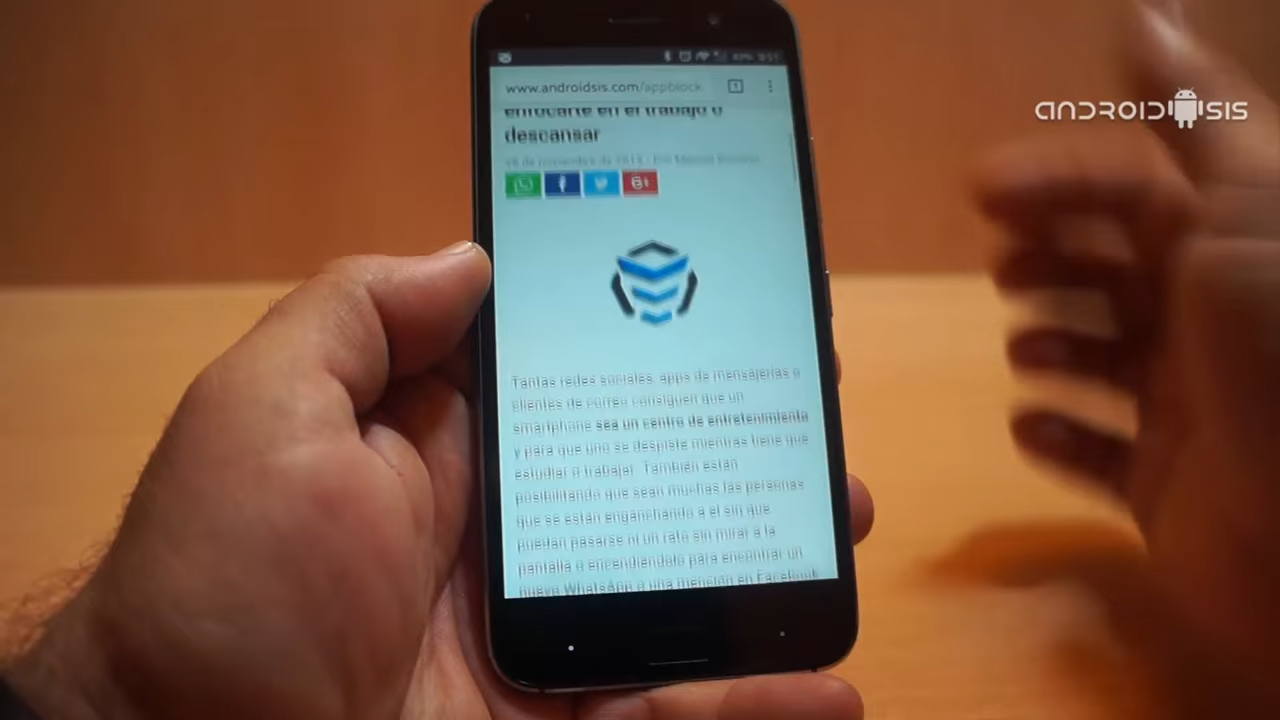 ANDROIDSIS
www.androidsis.com/appblock
enfocarte en el trabajo o
descansar
Tantas redes sociales, apps de mensajerías o
clientes de correo consiguen que un
smartphone sea un centro de entretenimiento
y para que uno se despiste mientras tiene que
estudiar o trabajar. También están
posibilitando que sean muchas las personas
que se están enganchando a el sin que
puedan pasarse ni un rato sin mirar a la
pantalla o encendiéndolo para encontrar un
nuevo WhatsApp o una mención en Facebook